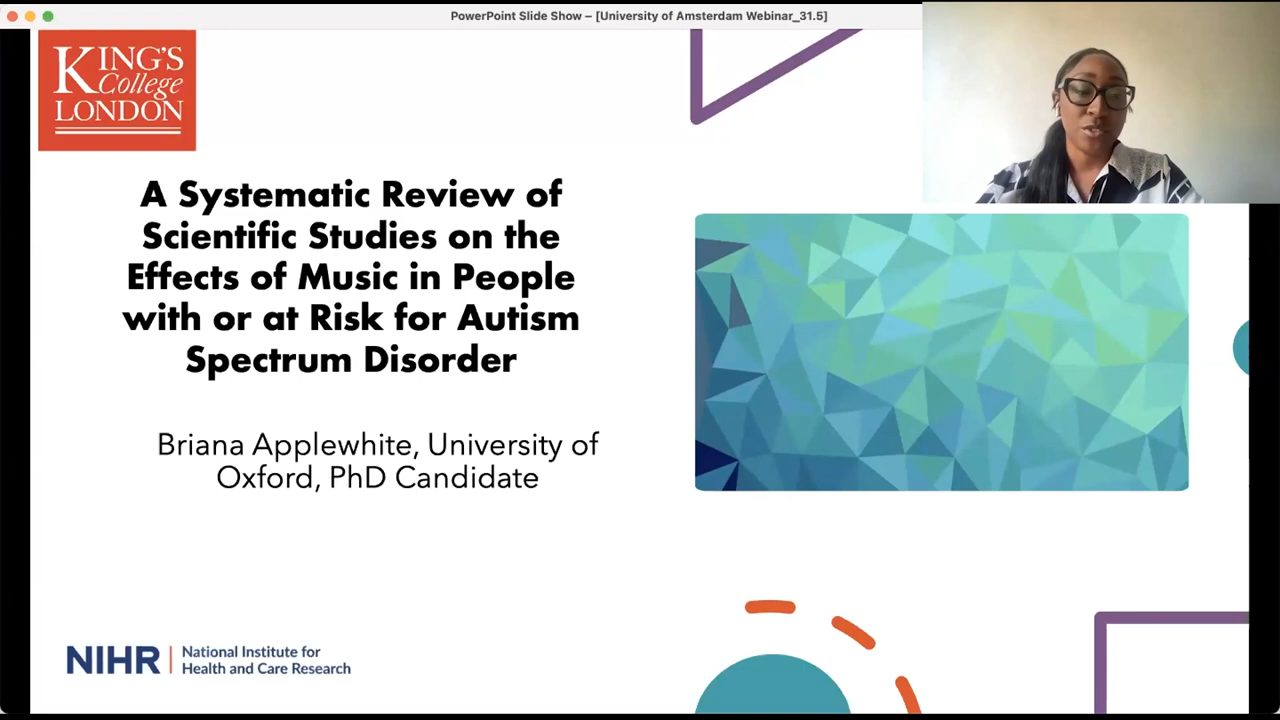 PowerPoint Slide Show – [University of Amsterdam Webinar_31.5]
KING'S
College
LONDON
A Systematic Review of
Scientific Studies on the
Effects of Music in People
with or at Risk for Autism
Spectrum Disorder
Briana Applewhite, University of
Oxford, PhD Candidate
NIHR | National Institute for
Health and Care Research